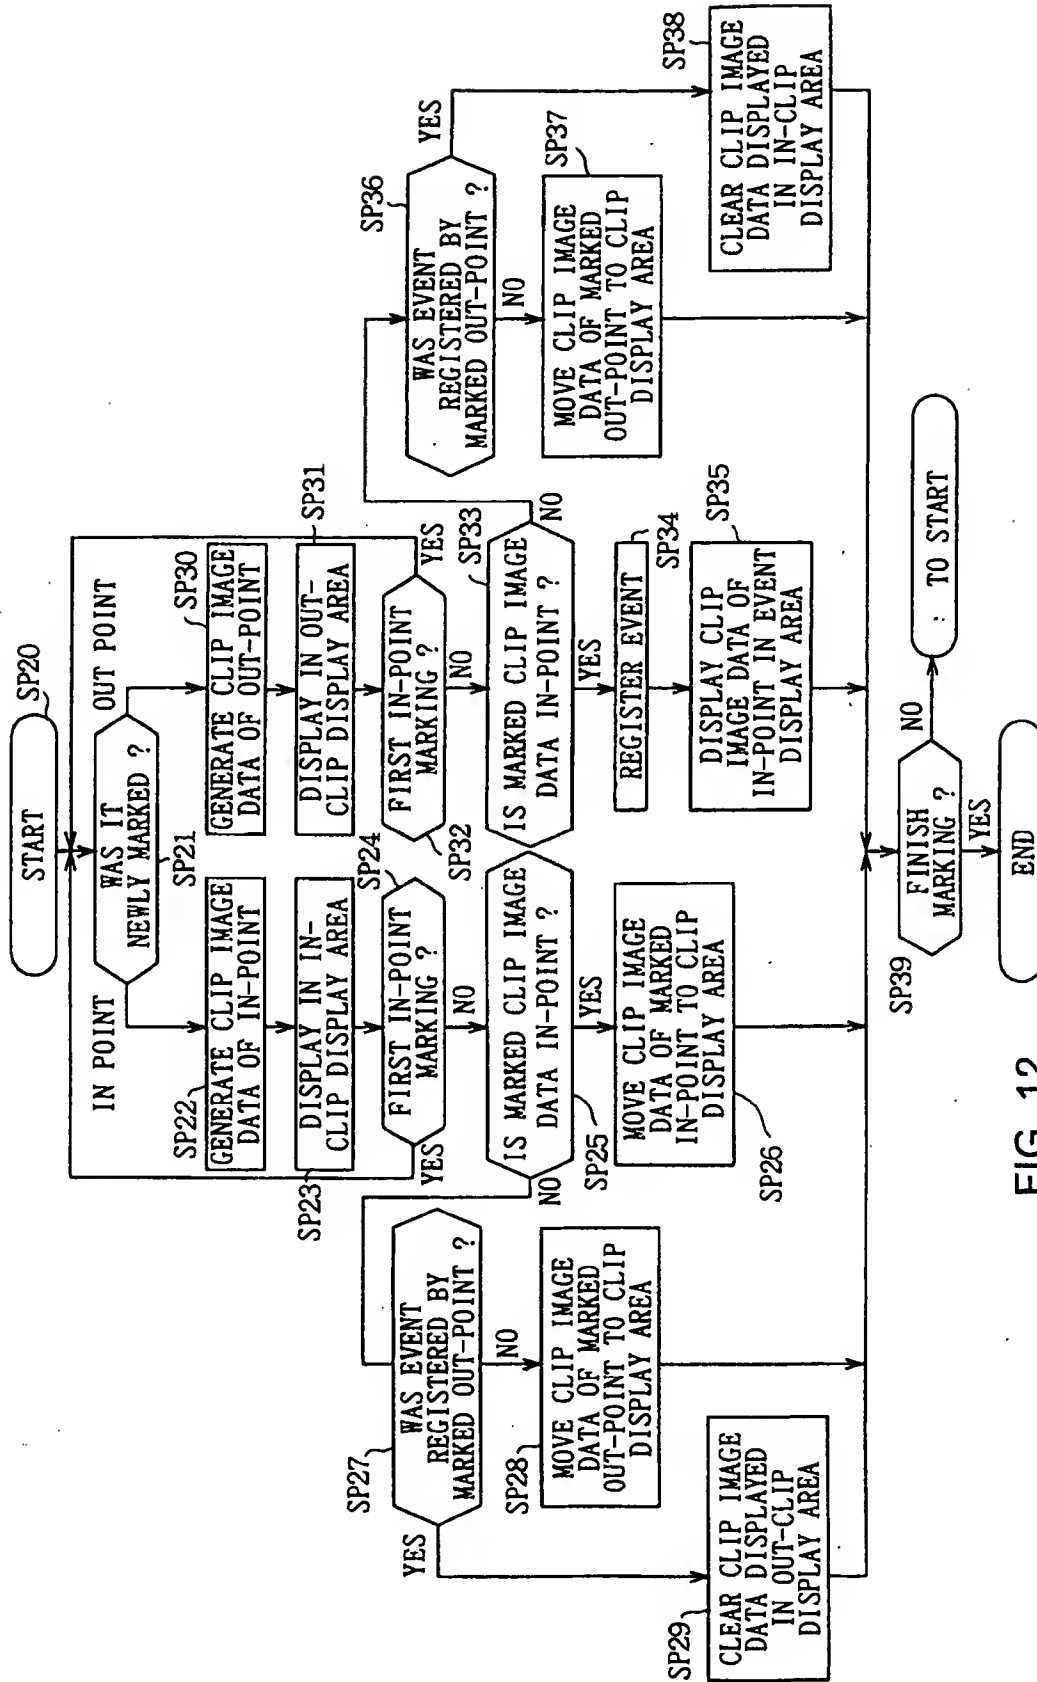 START
SP20
WAS IT
NEWLY MARKED ?
SP21
IN POINT
OUT POINT
SP22
GENERATE CLIP IMAGE
DATA OF IN-POINT
SP23
DISPLAY IN IN-
CLIP DISPLAY AREA
SP24
FIRST IN-POINT
MARKING ?
YES
NO
IS MARKED CLIP IMAGE
DATA IN-POINT ?
SP25
NO
YES
MOVE CLIP IMAGE
DATA OF MARKED
IN-POINT TO CLIP
DISPLAY AREA
SP26
SP27
WAS EVENT
REGISTERED BY
MARKED OUT-POINT ?
YES
NO
SP28
MOVE CLIP IMAGE
DATA OF MARKED
OUT-POINT TO CLIP
DISPLAY AREA
SP29
CLEAR CLIP IMAGE
DATA DISPLAYED
IN OUT-CLIP
DISPLAY AREA
GENERATE CLIP IMAGE
DATA OF OUT-POINT
SP30
DISPLAY IN OUT-
CLIP DISPLAY AREA
SP31
FIRST IN-POINT
MARKING ?
SP32
YES
NO
IS MARKED CLIP IMAGE
DATA IN-POINT ?
SP33
NO
YES
REGISTER EVENT
SP34
DISPLAY CLIP
IMAGE DATA OF
IN-POINT IN EVENT
DISPLAY AREA
SP35
SP36
WAS EVENT
REGISTERED BY
MARKED OUT-POINT ?
YES
NO
MOVE CLIP IMAGE
DATA OF MARKED
OUT-POINT TO CLIP
DISPLAY AREA
SP37
SP38
CLEAR CLIP IMAGE
DATA DISPLAYED
IN IN-CLIP
DISPLAY AREA
SP39
FINISH
MARKING ?
NO
: TO START
YES
END
FIG. 12